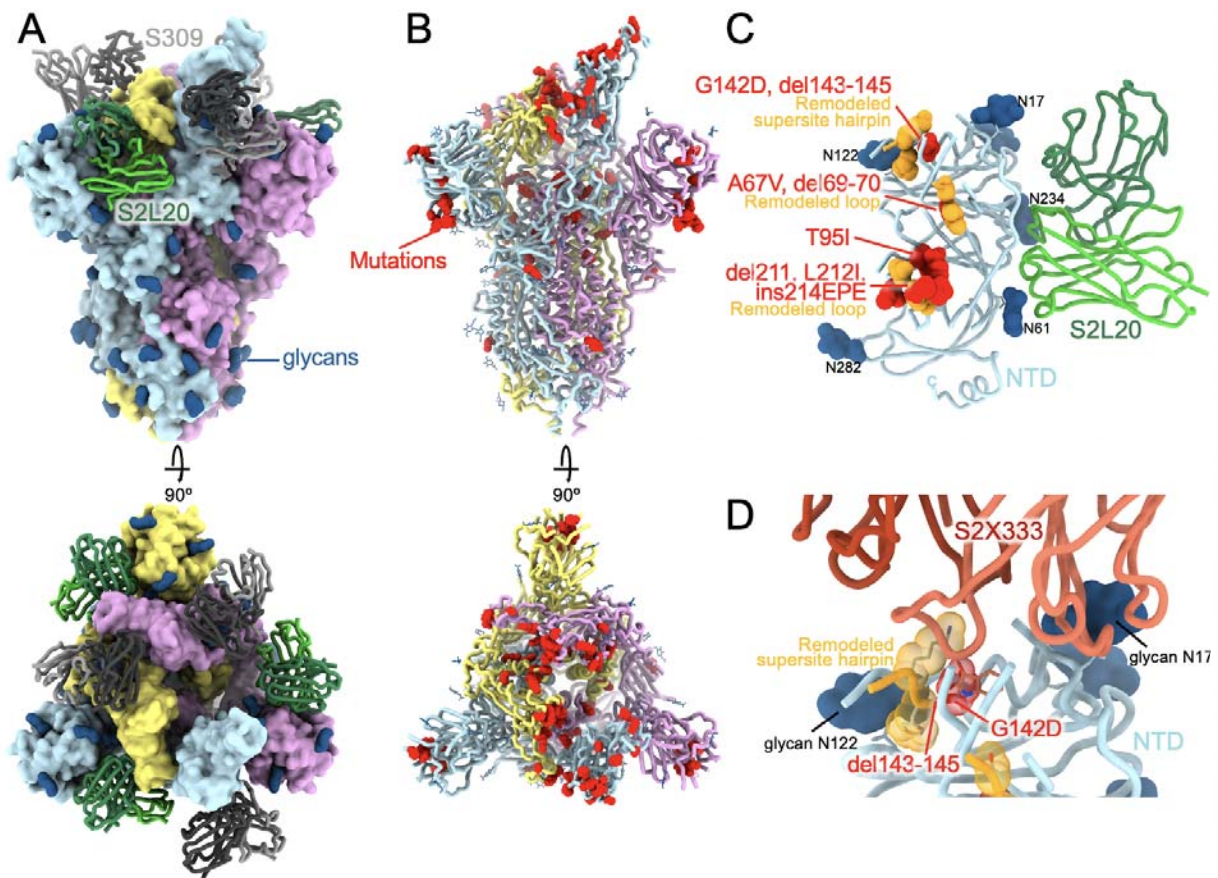 A
S309
S2L20
glycans
90º
B
Mutations
90º
C
G142D, del143-145
Remodeled
supersite hairpin
N17
N122
A67V, del69-70
Remodeled loop
N234
T95I
del211, L212I,
ins214EPE
Remodeled loop
N61
S2L20
N282
C
NTD
D
S2X333
Remodeled
supersite hairpin
glycan N17
glycan N122
G142D
del143-145
NTD